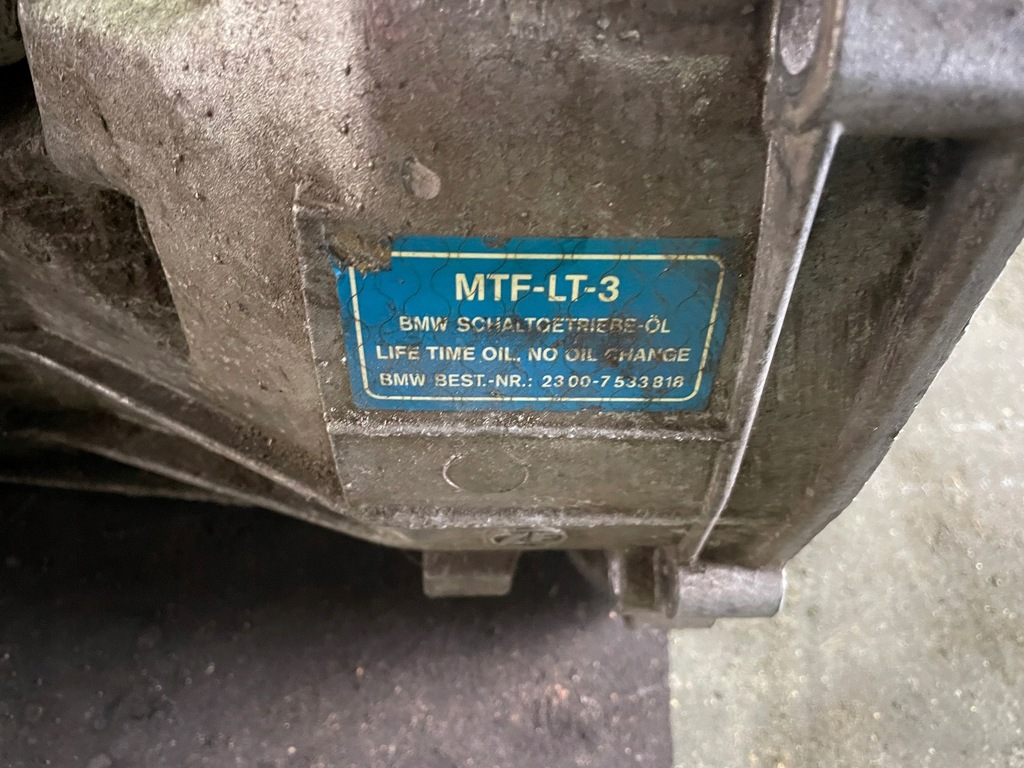 MTF-LT-3
BMW SCHALTGETRIEBE-ÖL
LIFE TIME OIL, NO OIL CHANGE
BMW BEST.-NR.: 23 00-7 533 818